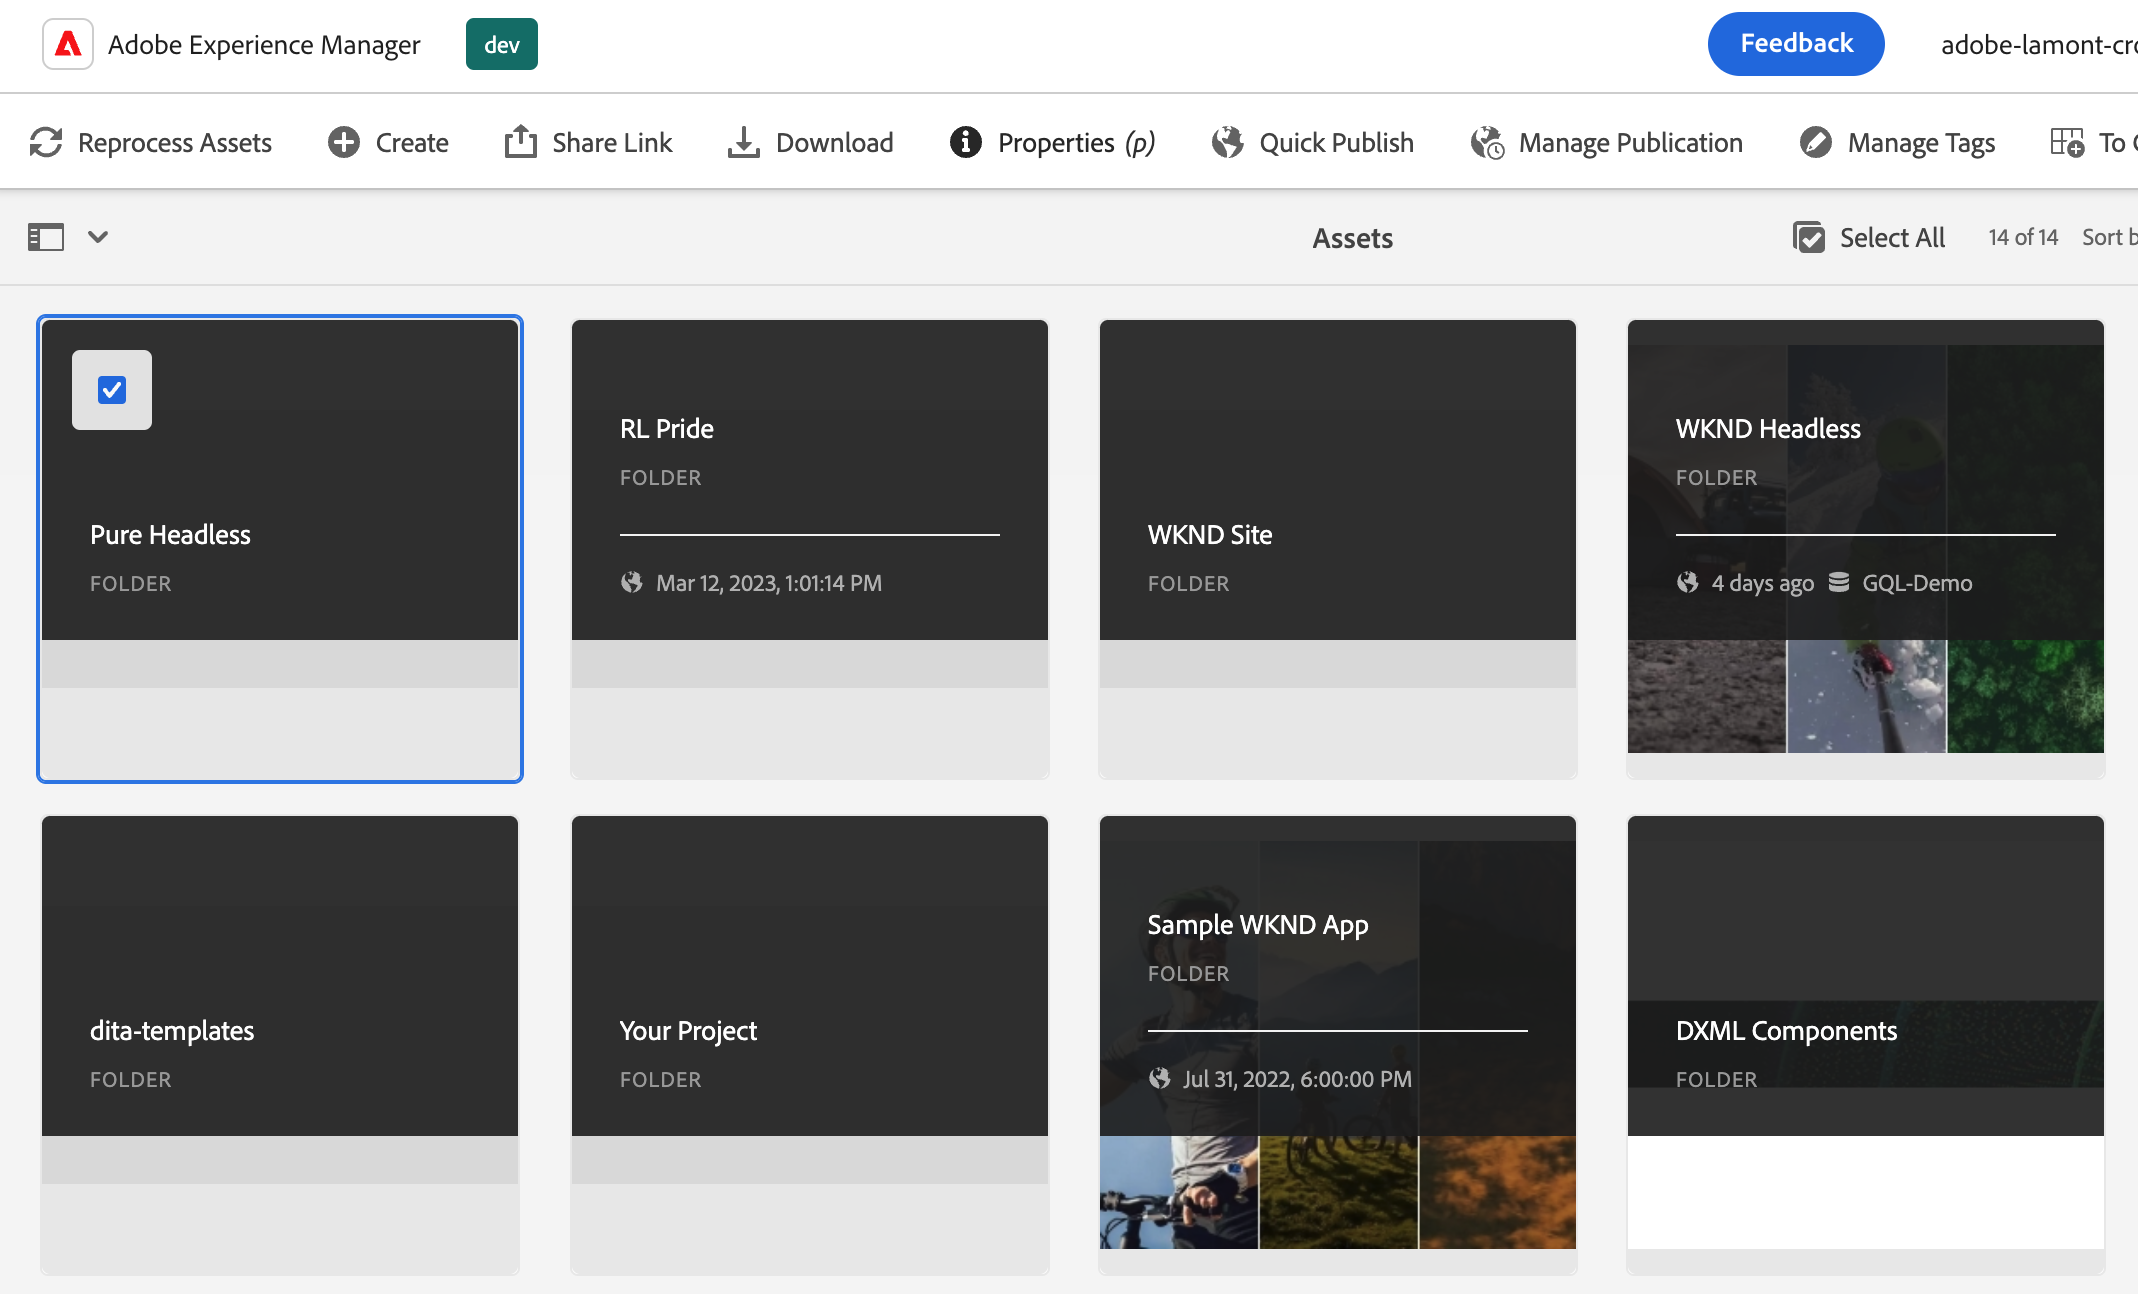 Adobe Experience Manager dev Feedback adobe-lamont-cr
Reprocess Assets Create Share Link Download Properties (p) Quick Publish Manage Publication Manage Tags To
Assets Select All 14 of 14 Sort b
Pure Headless
FOLDER
RL Pride
FOLDER
Mar 12, 2023, 1:01:14 PM
WKND Site
FOLDER
WKND Headless
FOLDER
4 days ago GQL-Demo
dita-templates
FOLDER
Your Project
FOLDER
Sample WKND App
FOLDER
Jul 31, 2022, 6:00:00 PM
DXML Components
FOLDER